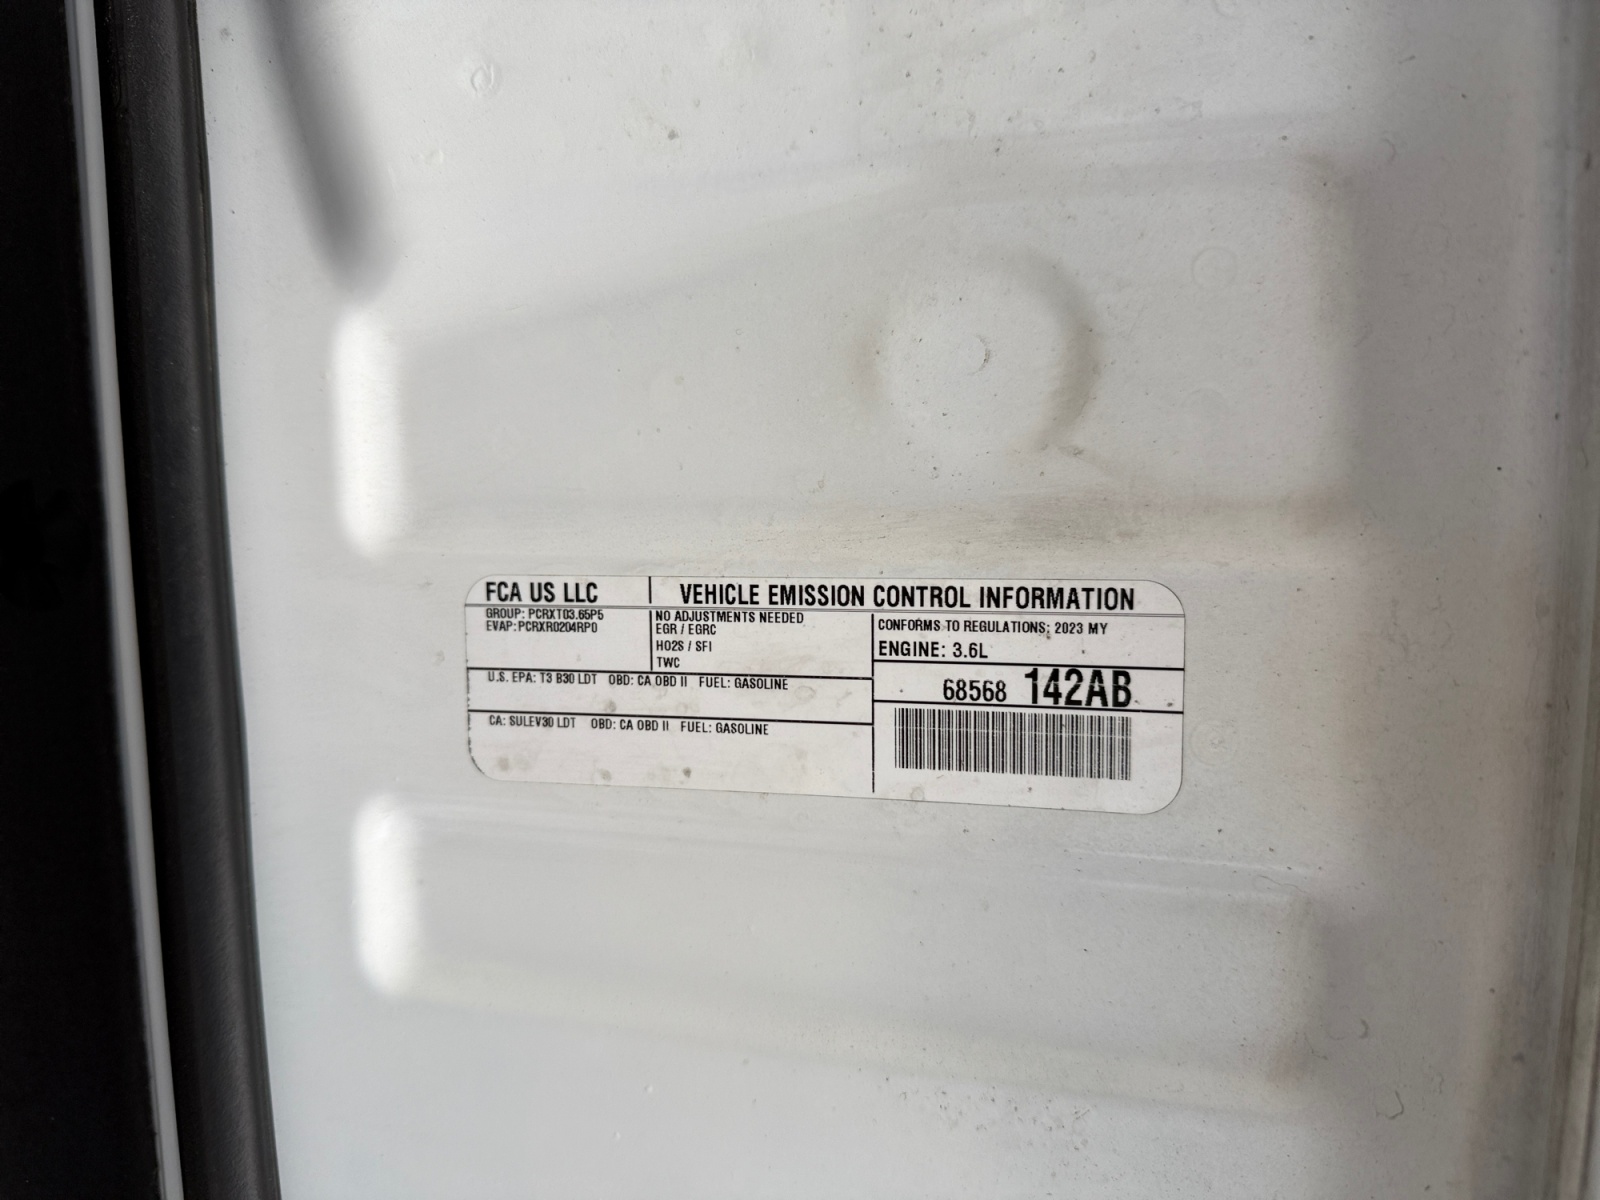 FCA US LLC
VEHICLE EMISSION CONTROL INFORMATION
GROUP: PCRXT03.65P5
EVAP: PCRXR0204RP0
NO ADJUSTMENTS NEEDED
EGR / EGRC
HO2S / SFI
TWC
CONFORMS TO REGULATIONS: 2023 MY
ENGINE: 3.6L
U.S. EPA: T3 B30 LDT OBD: CA OBD II FUEL: GASOLINE
68568 142AB
CA: SULEV30 LDT OBD: CA OBD II FUEL: GASOLINE